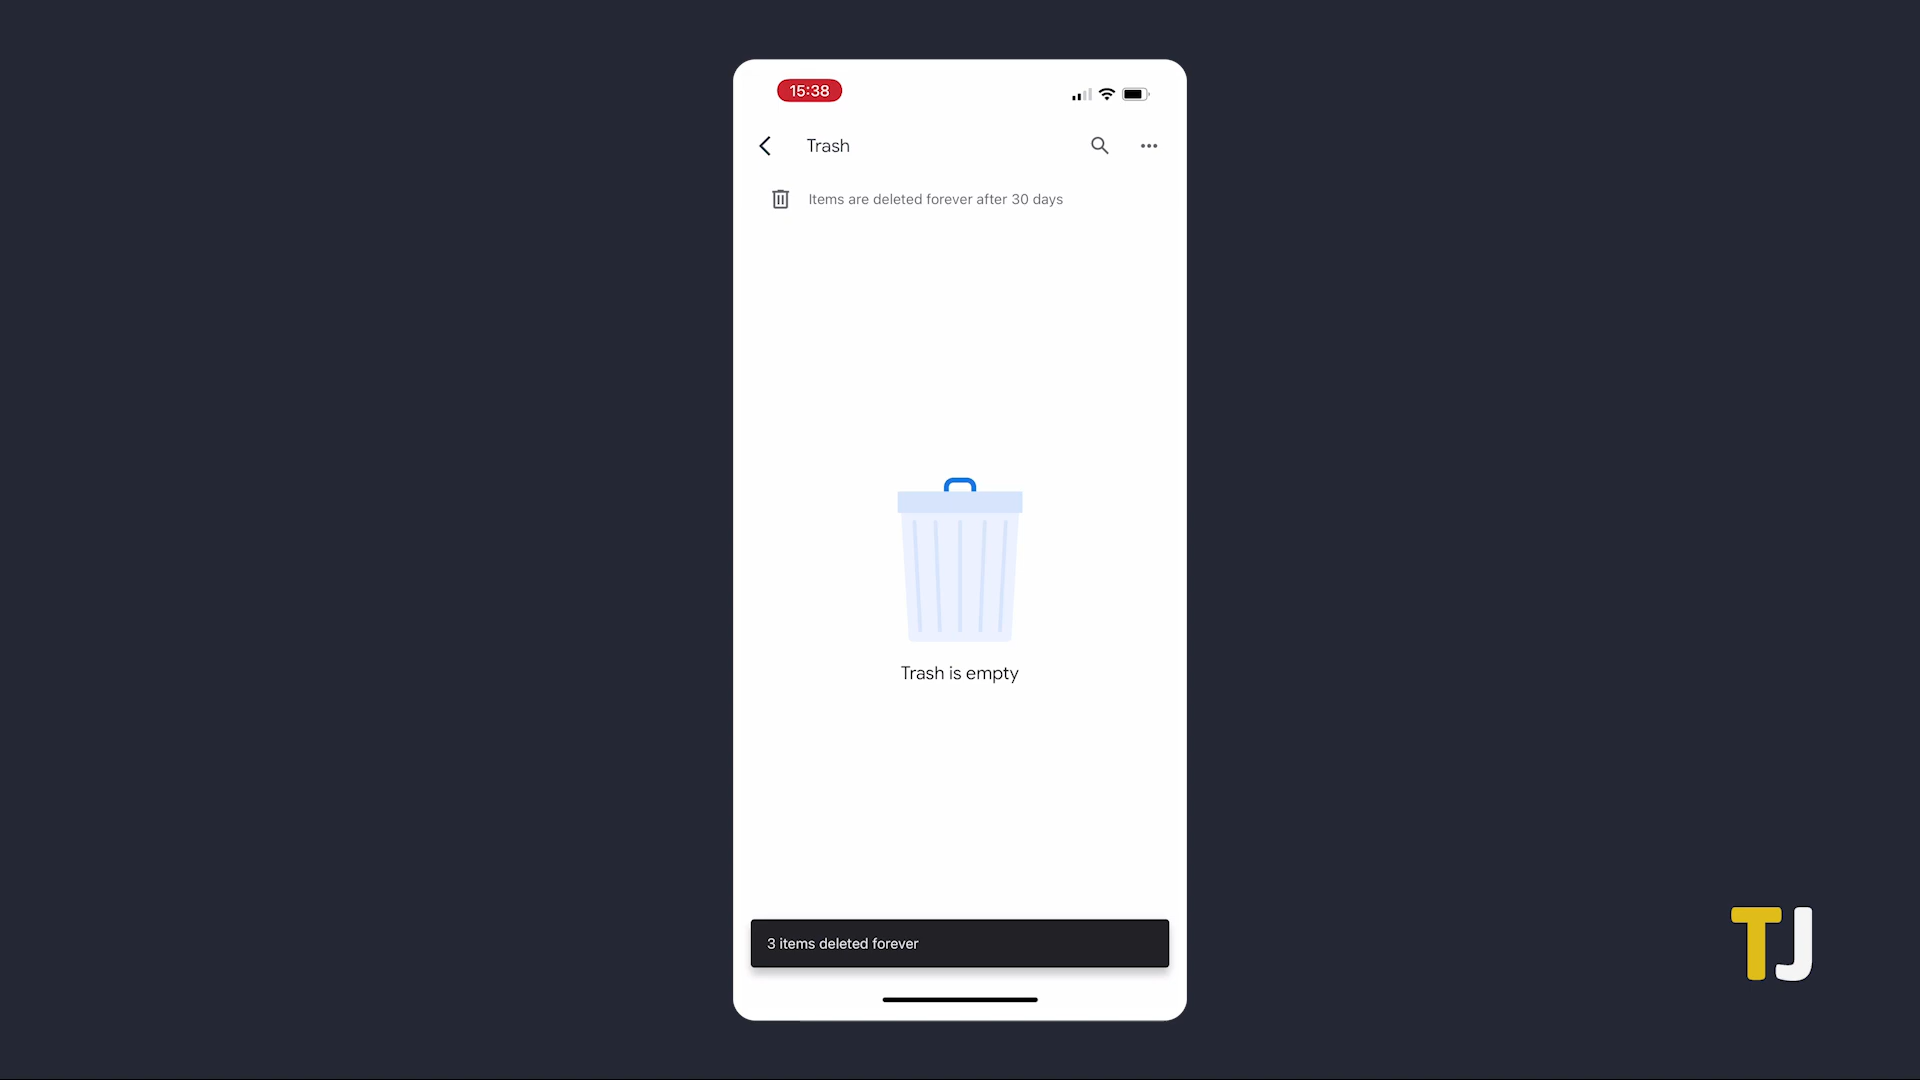 15:38
Trash
Items are deleted forever after 30 days
Trash is empty
3 items deleted forever
TJ